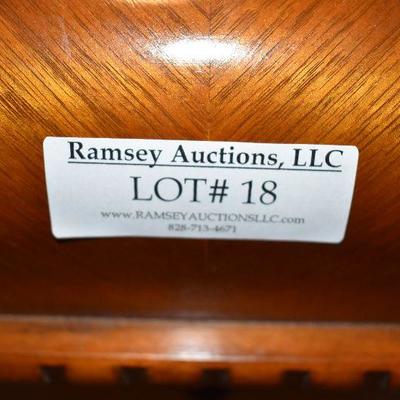 Ramsey Auctions, LLC
LOT# 18
www.RAMSEYAUCTIONSLLC.com
828-713-4671